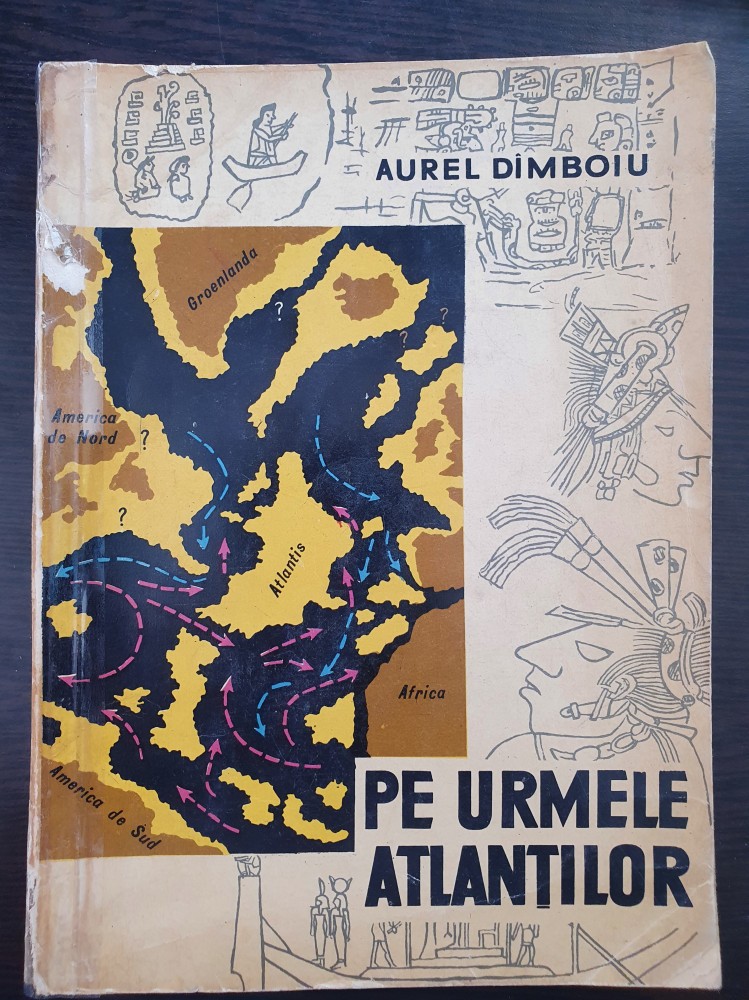 AUREL DÎMBOIU
Groenlanda
?
?
?
America
de Nord
?
?
Atlantis
Africa
America de Sud
PE URMELE
ATLANȚILOR